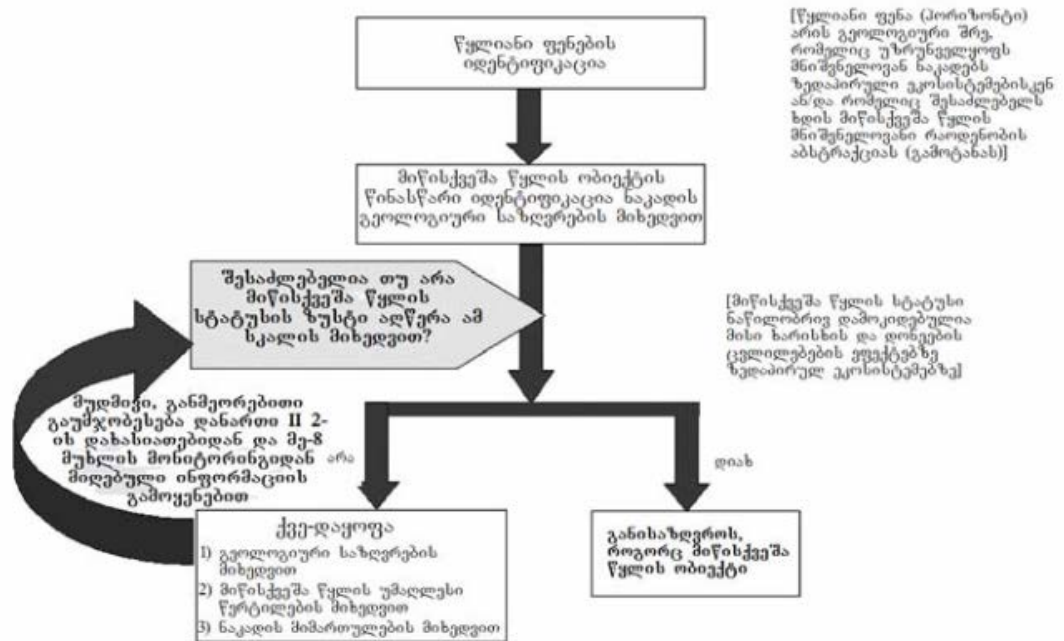 წყლიანი ფენების
იდენტიფიკაცია
[წყლიანი ფენა (ჰორიზონტი)
არის გეოლოგიური შრე,
რომელიც უზრუნველყოფს
მნიშვნელოვან ნაკადებს
ზედაპირული ეკოსისტემებისკენ
ან/და რომელიც შესაძლებელს
ხდის მიწისქვეშა წყლის
მნიშვნელოვანი რაოდენობის
აბსტრაქციას (გამოტანას)]
მიწისქვეშა წყლის ობიექტის
წინასწარი იდენტიფიკაცია ნაკადის
გეოლოგიური საზღვრების მიხედვით
შესაძლებელია თუ არა
მიწისქვეშა წყლის
სტატუსის ზუსტი აღწერა ამ
სკალის მიხედვით?
[მიწისქვეშა წყლის სტატუსი
ნაწილობრივ დამოკიდებულია
მისი ხარისხის და დონეების
ცვლილებების ეფექტებზე
ზედაპირულ ეკოსისტემებზე]
მუდმივი, განმეორებითი
გაუმჯობესება დანართი II 2-
ის დახასიათებიდან და მე-8
მუხლის მონიტორინგიდან
მიღებული ინფორმაციის
გამოყენებით
არა
დიახ
ქვე-დაყოფა
1) გეოლოგიური საზღვრების
მიხედვით
2) მიწისქვეშა წყლის უმაღლესი
წერტილების მიხედვით
3) ნაკადის მიმართულების მიხედვით
განისაზღვროს,
როგორც მიწისქვეშა
წყლის ობიექტი